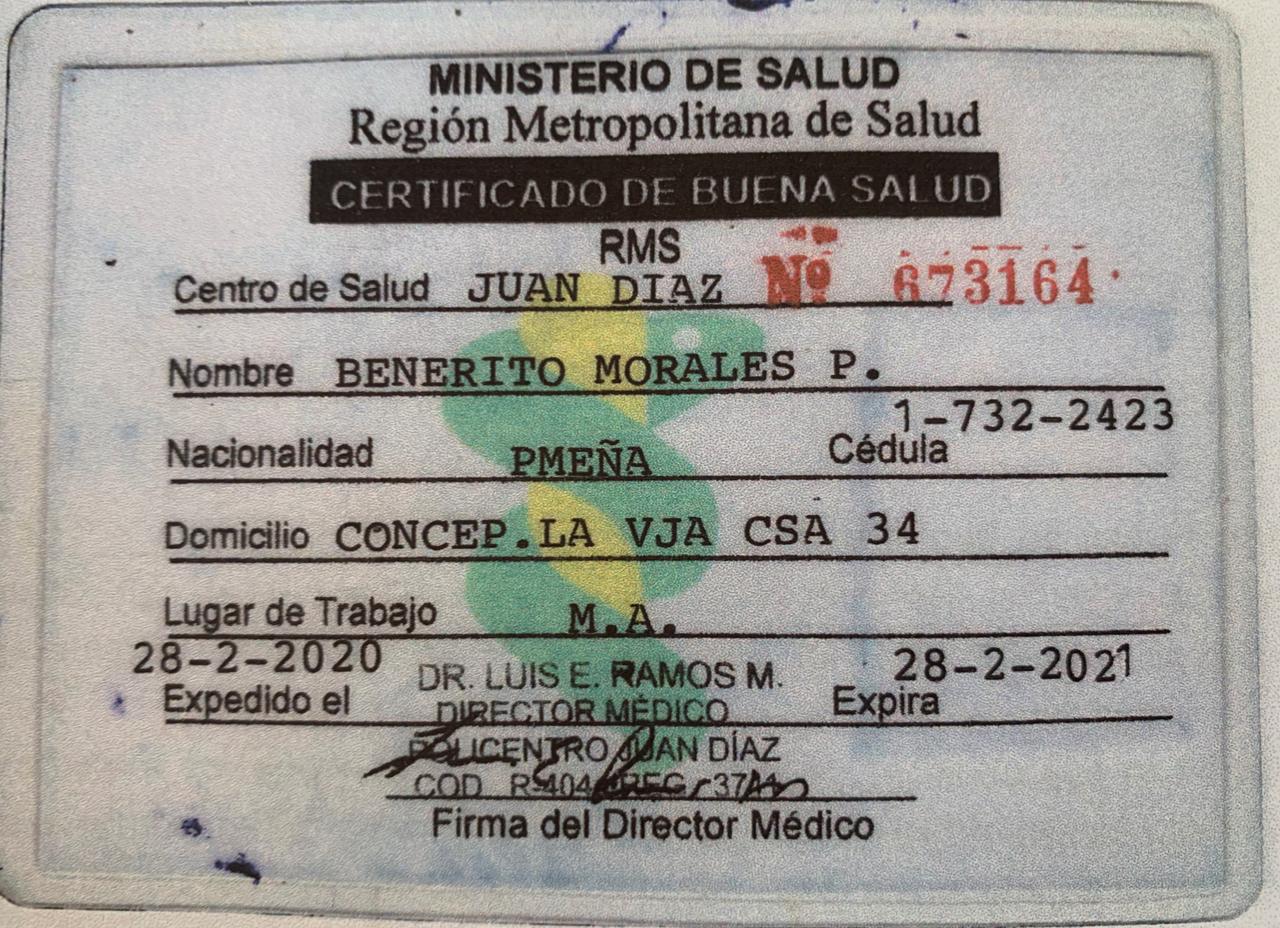 MINISTERIO DE SALUD
Región Metropolitana de Salud
CERTIFICADO DE BUENA SALUD
RMS
Centro de Salud JUAN DIAZ Nº 673164
Nombre BENERITO MORALES P.
1-732-2423
Nacionalidad PMEÑA Cédula
Domicilio CONCEP.LA VJA CSA 34
Lugar de Trabajo M.A.
28-2-2020 DR. LUIS E. RAMOS M. 28-2-2021
Expedido el DIRECTOR MÉDICO Expira
POLICENTRO JUAN DÍAZ
COD R-404 REG
Firma del Director Médico